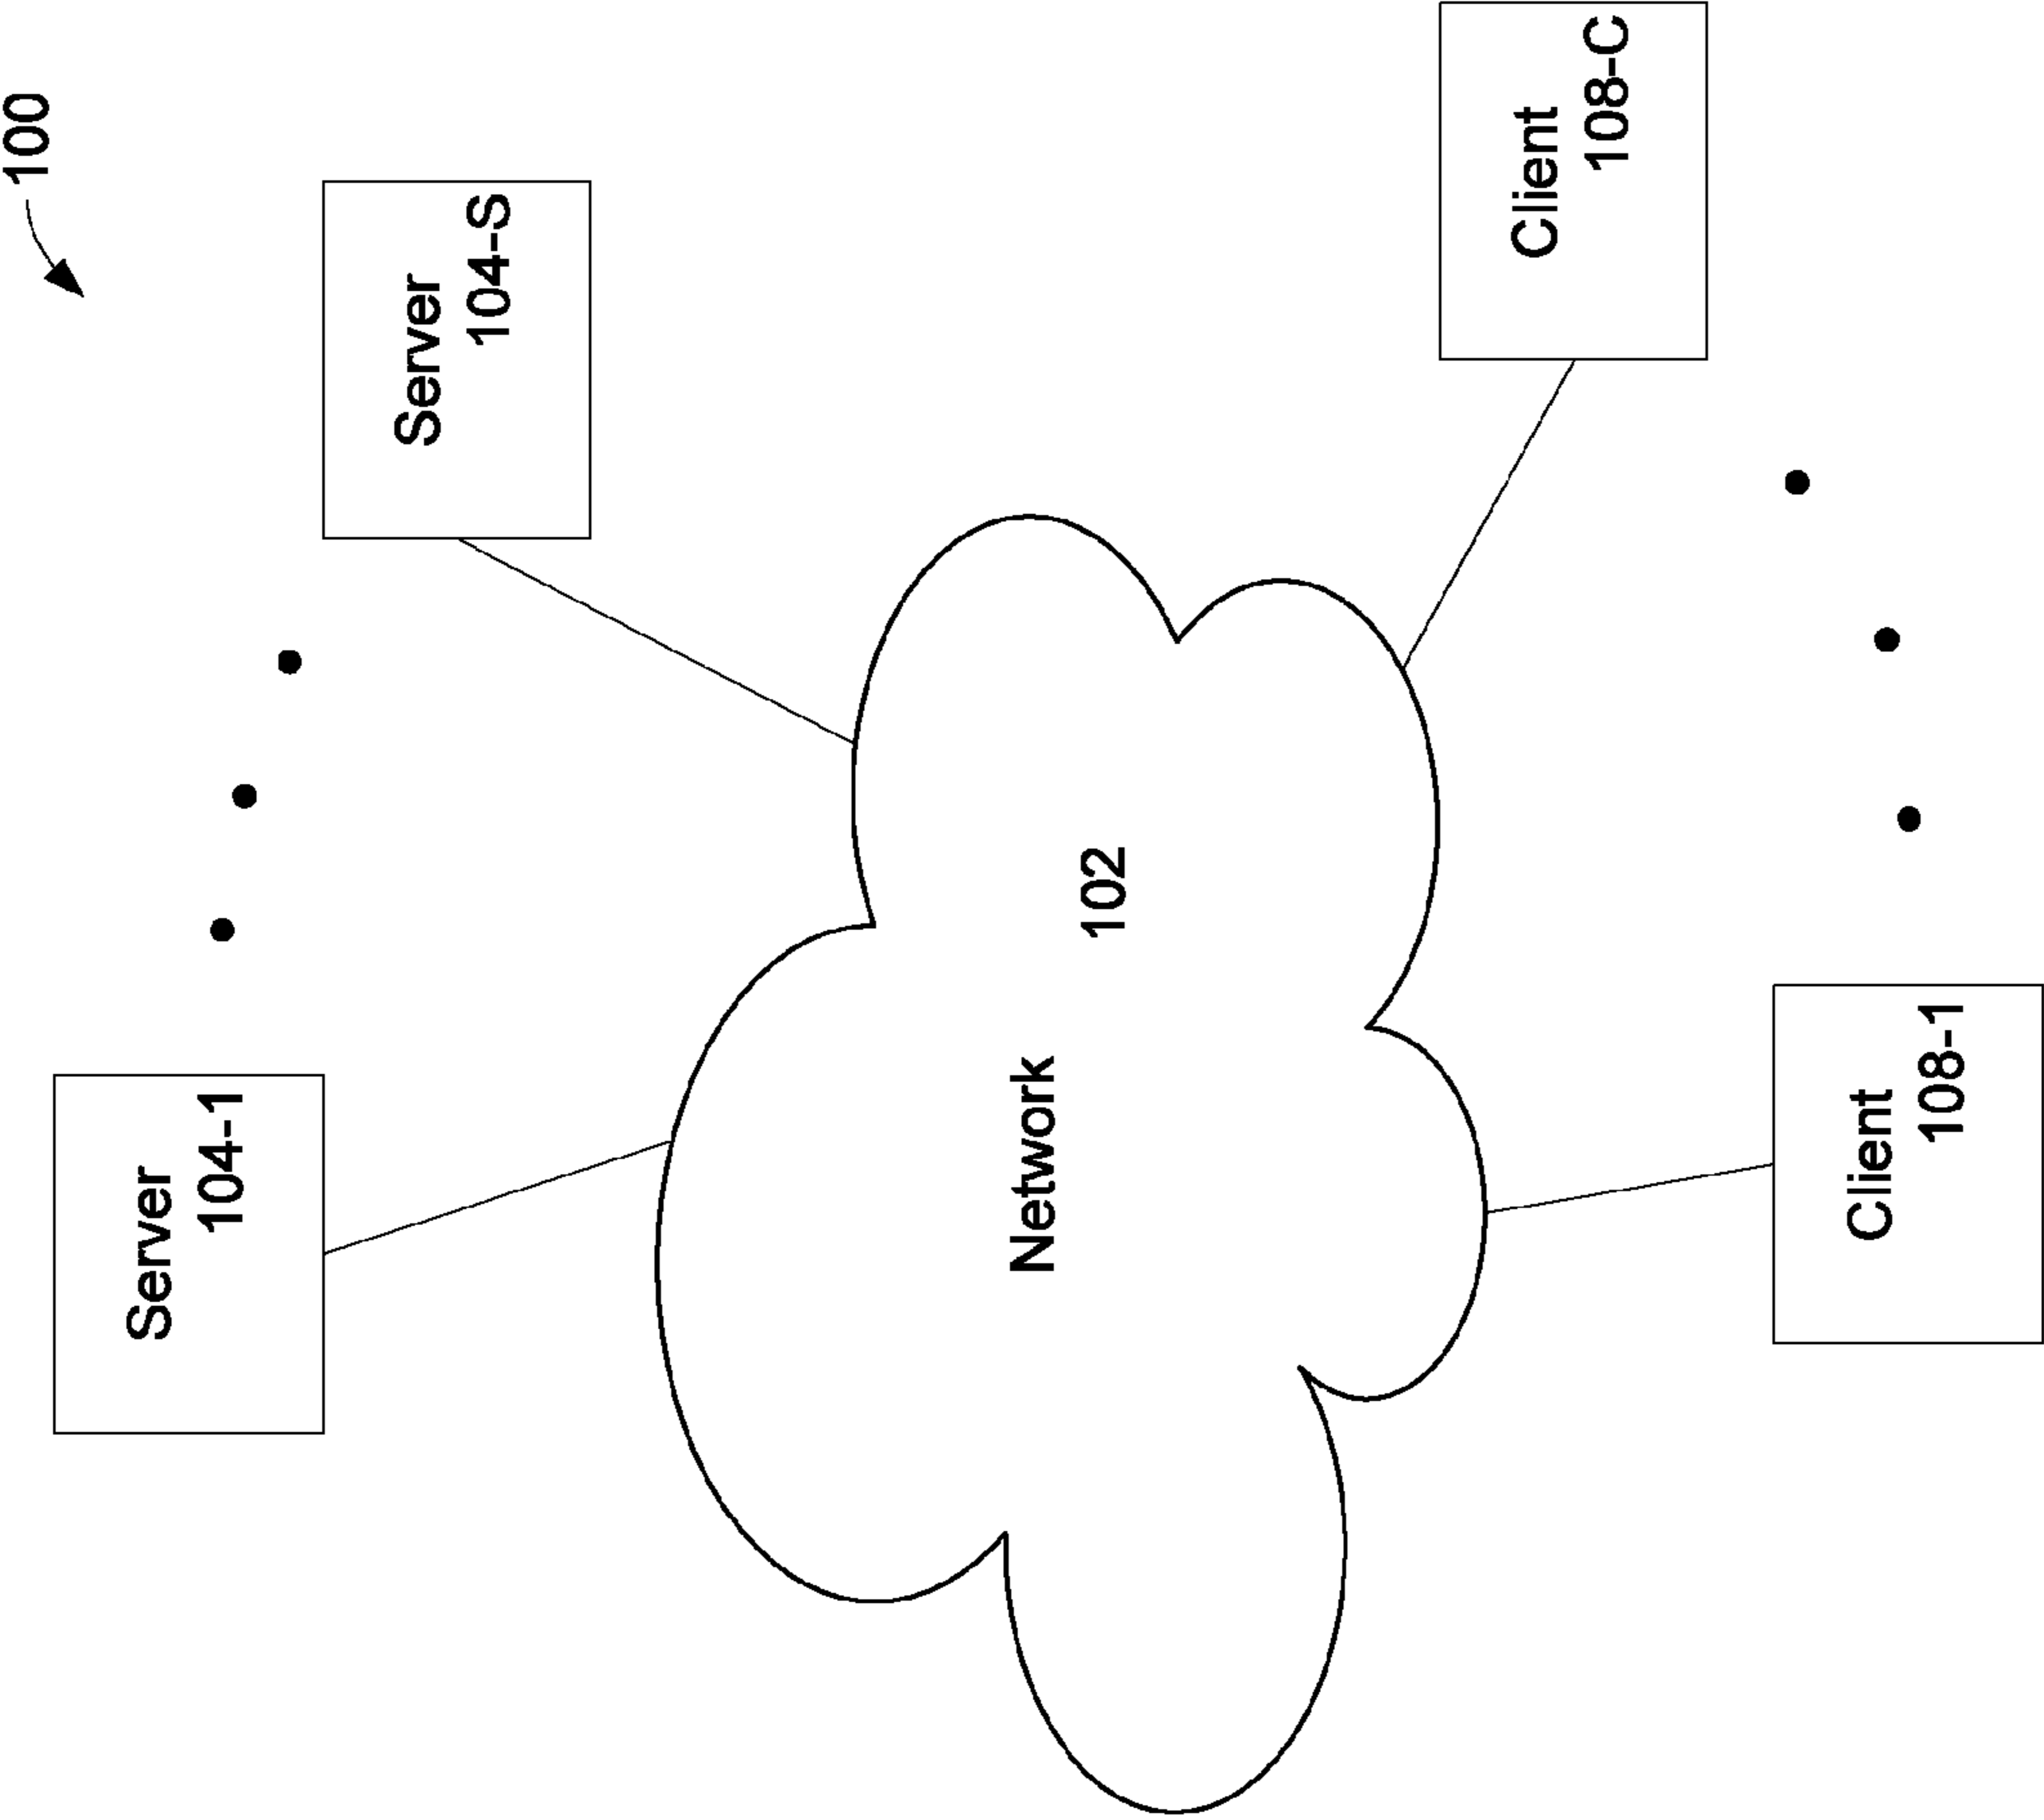 100
Server
104-1
Server
104-S
Network
102
Client
108-1
Client
108-C